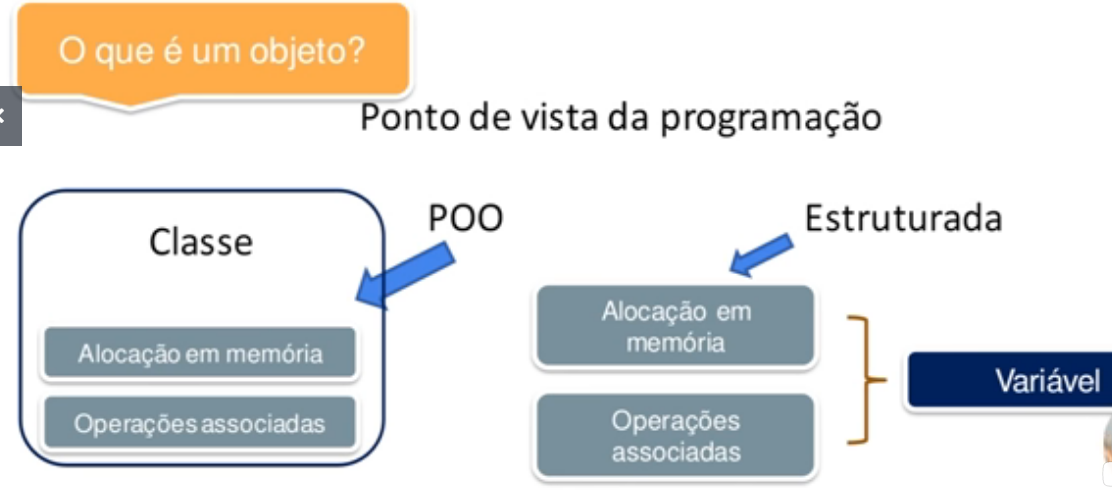 O que é um objeto?
Ponto de vista da programação
POO
Estruturada
Classe
Alocação em memória
Operações associadas
Alocação em
memória
Operações
associadas
Variável